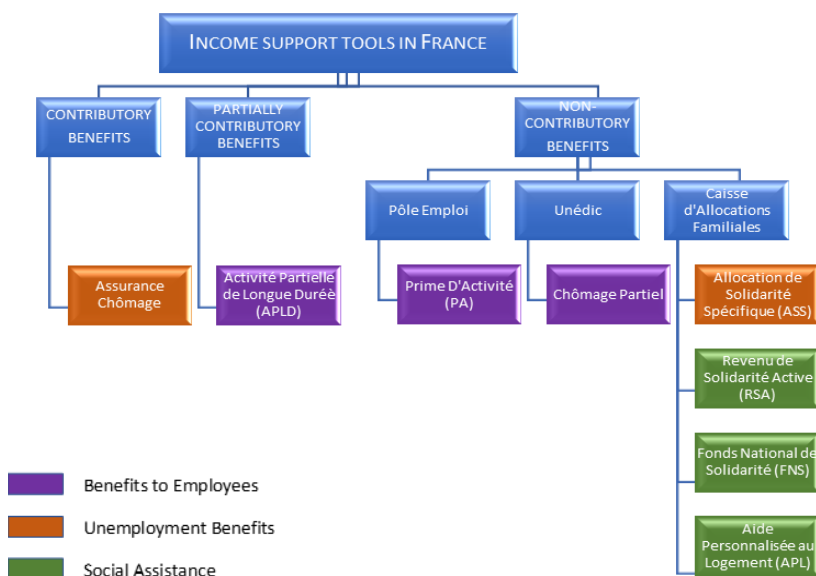 INCOME SUPPORT TOOLS IN FRANCE
CONTRIBUTORY
BENEFITS
PARTIALLY
CONTRIBUTORY
BENEFITS
NON-
CONTRIBUTORY
BENEFITS
Pôle Emploi
Unédic
Caisse
d'Allocations
Familiales
Assurance
Chômage
Activité Partielle
de Longue Duréè
(APLD)
Prime D'Activité
(PA)
Chômage Partiel
Allocation de
Solidarité
Spécifique (ASS)
Revenu de
Solidarité Active
(RSA)
Fonds National de
Solidarité (FNS)
Aide
Personnalisée au
Logement (APL)
Benefits to Employees
Unemployment Benefits
Social Assistance